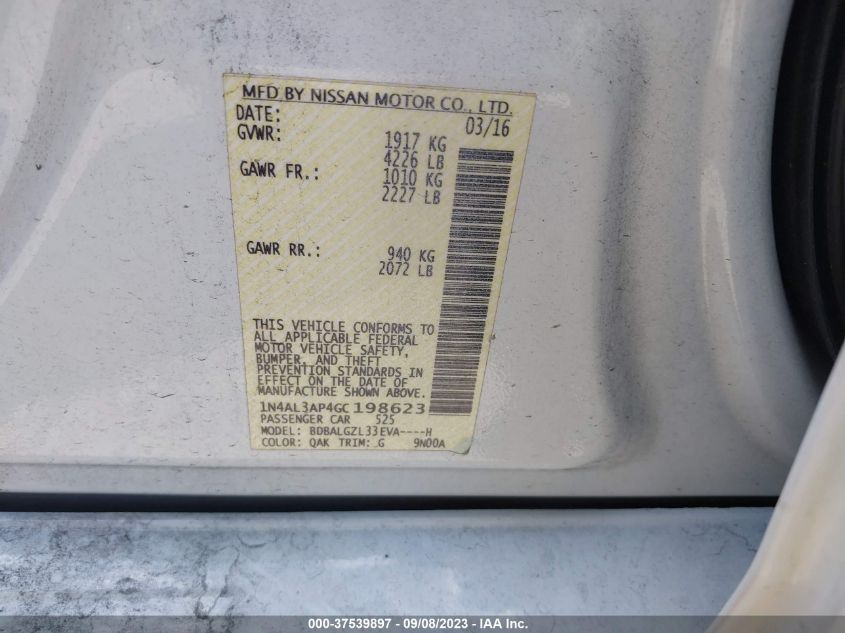 MFD BY NISSAN MOTOR CO., LTD.
DATE: 03/16
GVWR: 1917 KG
4226 LB
GAWR FR.: 1010 KG
2227 LB
GAWR RR.: 940 KG
2072 LB
THIS VEHICLE CONFORMS TO
ALL APPLICABLE FEDERAL
MOTOR VEHICLE SAFETY,
BUMPER, AND THEFT
PREVENTION STANDARDS IN
EFFECT ON THE DATE OF
MANUFACTURE SHOWN ABOVE.
1N4AL3AP4GC198623
PASSENGER CAR 525
MODEL: BDBALGZL33EVA----H
COLOR: QAK TRIM: G 9N00A
000-37539897 - 09/08/2023 - IAA Inc.